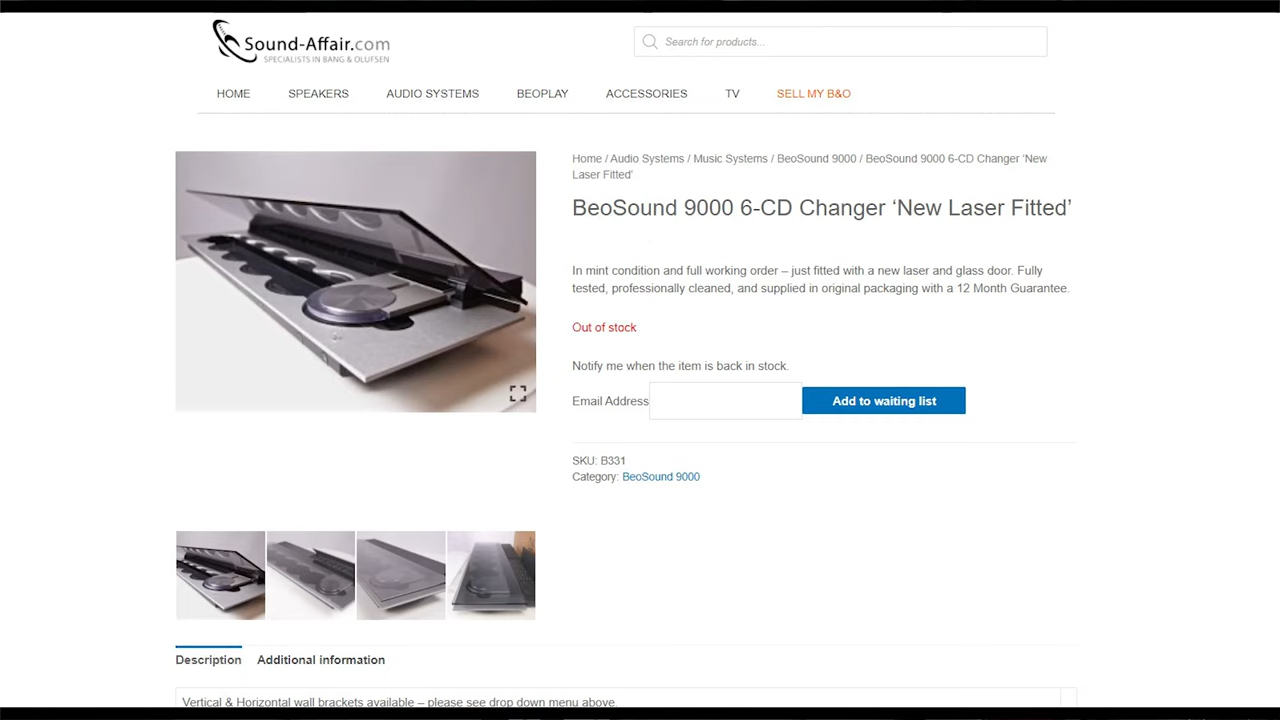 Sound-Affair.com
SPECIALISTS IN BANG & OLUFSEN
Search for products...
HOME SPEAKERS AUDIO SYSTEMS BEOPLAY ACCESSORIES TV SELL MY B&O
Home / Audio Systems / Music Systems / BeoSound 9000 / BeoSound 9000 6-CD Changer ‘New
Laser Fitted’
BeoSound 9000 6-CD Changer ‘New Laser Fitted’
In mint condition and full working order – just fitted with a new laser and glass door. Fully
tested, professionally cleaned, and supplied in original packaging with a 12 Month Guarantee.
Out of stock
Notify me when the item is back in stock.
Email Address Add to waiting list
SKU: B331
Category: BeoSound 9000
Description Additional information
Vertical & Horizontal wall brackets available – please see drop down menu above.